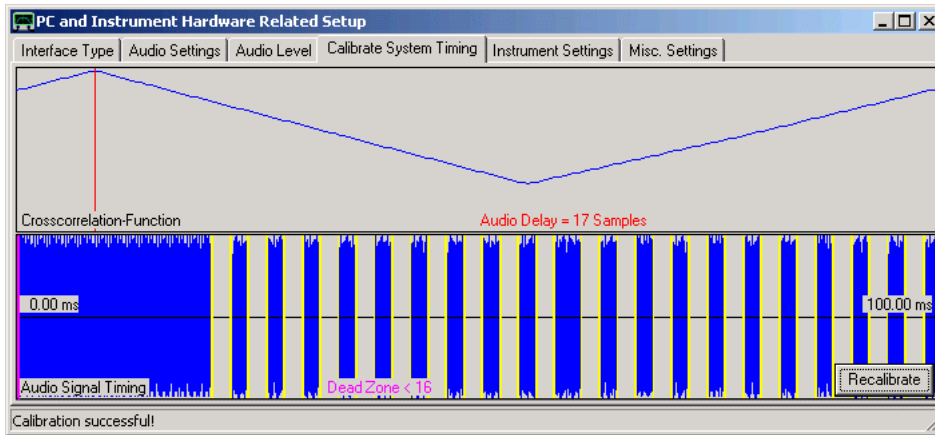 PC and Instrument Hardware Related Setup
Interface Type Audio Settings Audio Level Calibrate System Timing Instrument Settings Misc. Settings
Crosscorrelation-Function Audio Delay = 17 Samples
0.00 ms 100.00 ms
Audio Signal Timing Dead Zone < 16 Recalibrate
Calibration successful!